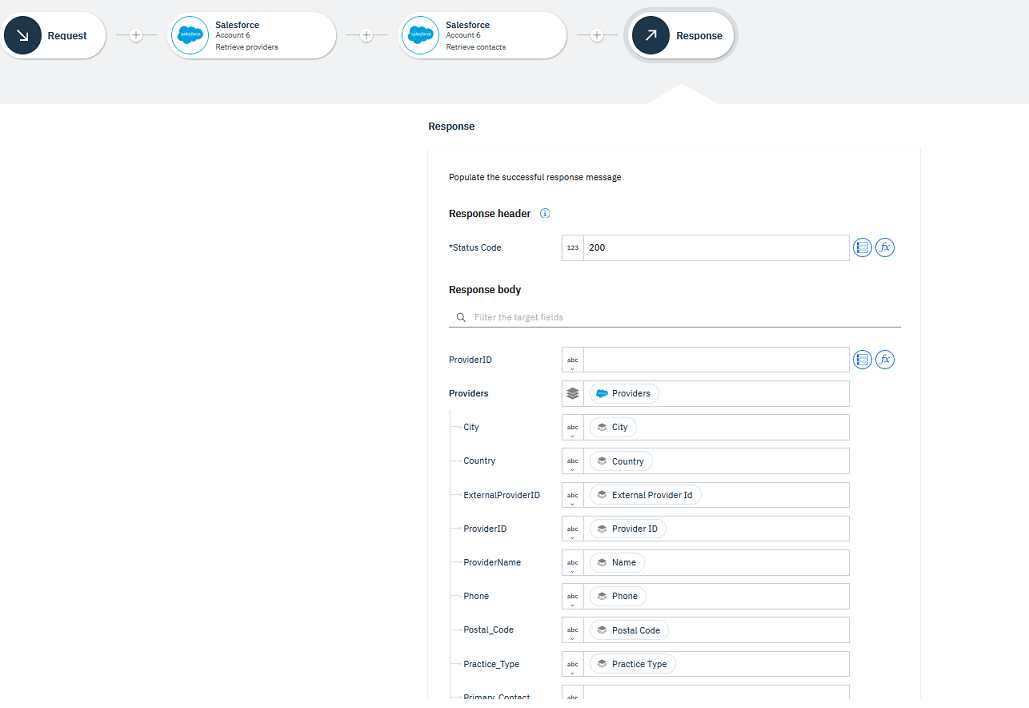 Request
Salesforce
Account 6
Retrieve providers
Salesforce
Account 6
Retrieve contacts
Response
Response
Populate the successful response message
Response header
*Status Code 123 200 fx
Response body
Filter the target fields
ProviderID abc fx
Providers Providers
City abc City
Country abc Country
ExternalProviderID abc External Provider Id
ProviderID abc Provider ID
ProviderName abc Name
Phone abc Phone
Postal_Code abc Postal Code
Practice_Type abc Practice Type
Primary_Contact abc